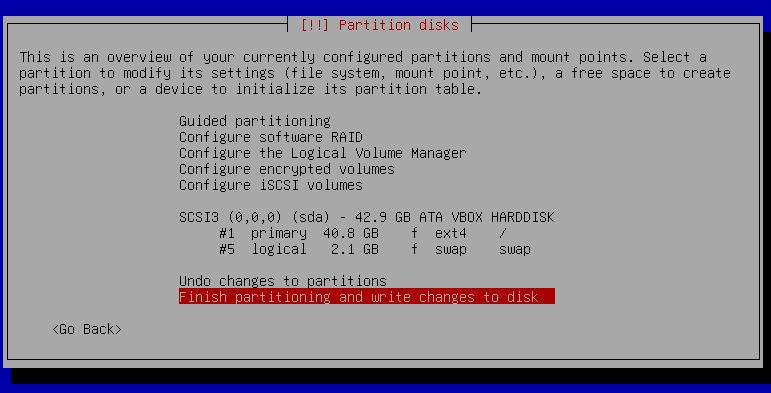 [!!] Partition disks
This is an overview of your currently configured partitions and mount points. Select a
partition to modify its settings (file system, mount point, etc.), a free space to create
partitions, or a device to initialize its partition table.
Guided partitioning
Configure software RAID
Configure the Logical Volume Manager
Configure encrypted volumes
Configure iSCSI volumes
SCSI3 (0,0,0) (sda) - 42.9 GB ATA VBOX HARDDISK
#1 primary 40.8 GB f ext4 /
#5 logical 2.1 GB f swap swap
Undo changes to partitions
Finish partitioning and write changes to disk
<Go Back>